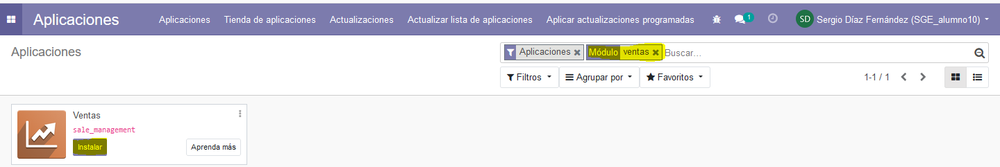 Aplicaciones Aplicaciones Tienda de aplicaciones Actualizaciones Actualizar lista de aplicaciones Aplicar actualizaciones programadas 1 SD Sergio Díaz Fernández (SGE_alumno10)
Aplicaciones Aplicaciones Módulo ventas Buscar...
Filtros Agrupar por Favoritos 1-1 / 1
Ventas
sale_management
Instalar Aprenda más